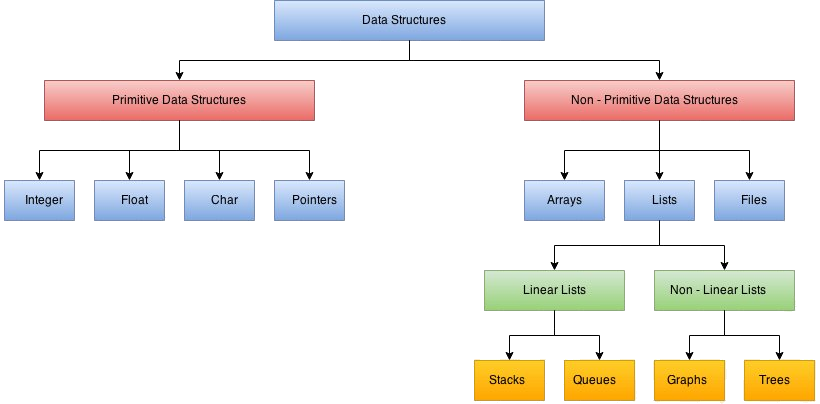 Data Structures
Primitive Data Structures
Non - Primitive Data Structures
Integer
Float
Char
Pointers
Arrays
Lists
Files
Linear Lists
Non - Linear Lists
Stacks
Queues
Graphs
Trees